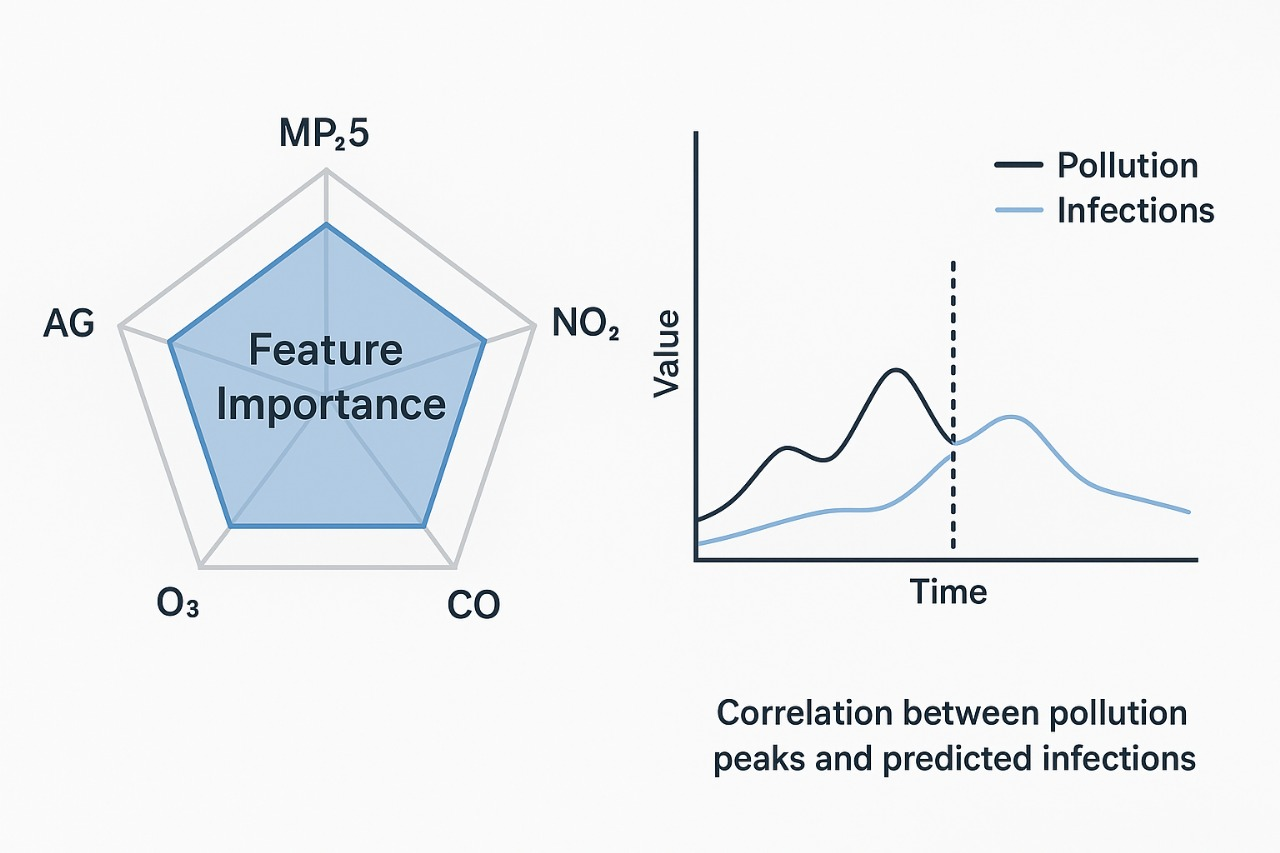 MP₂5
AG
NO₂
Feature
Importance
O₃
CO
Pollution
Infections
Value
Time
Correlation between pollution
peaks and predicted infections